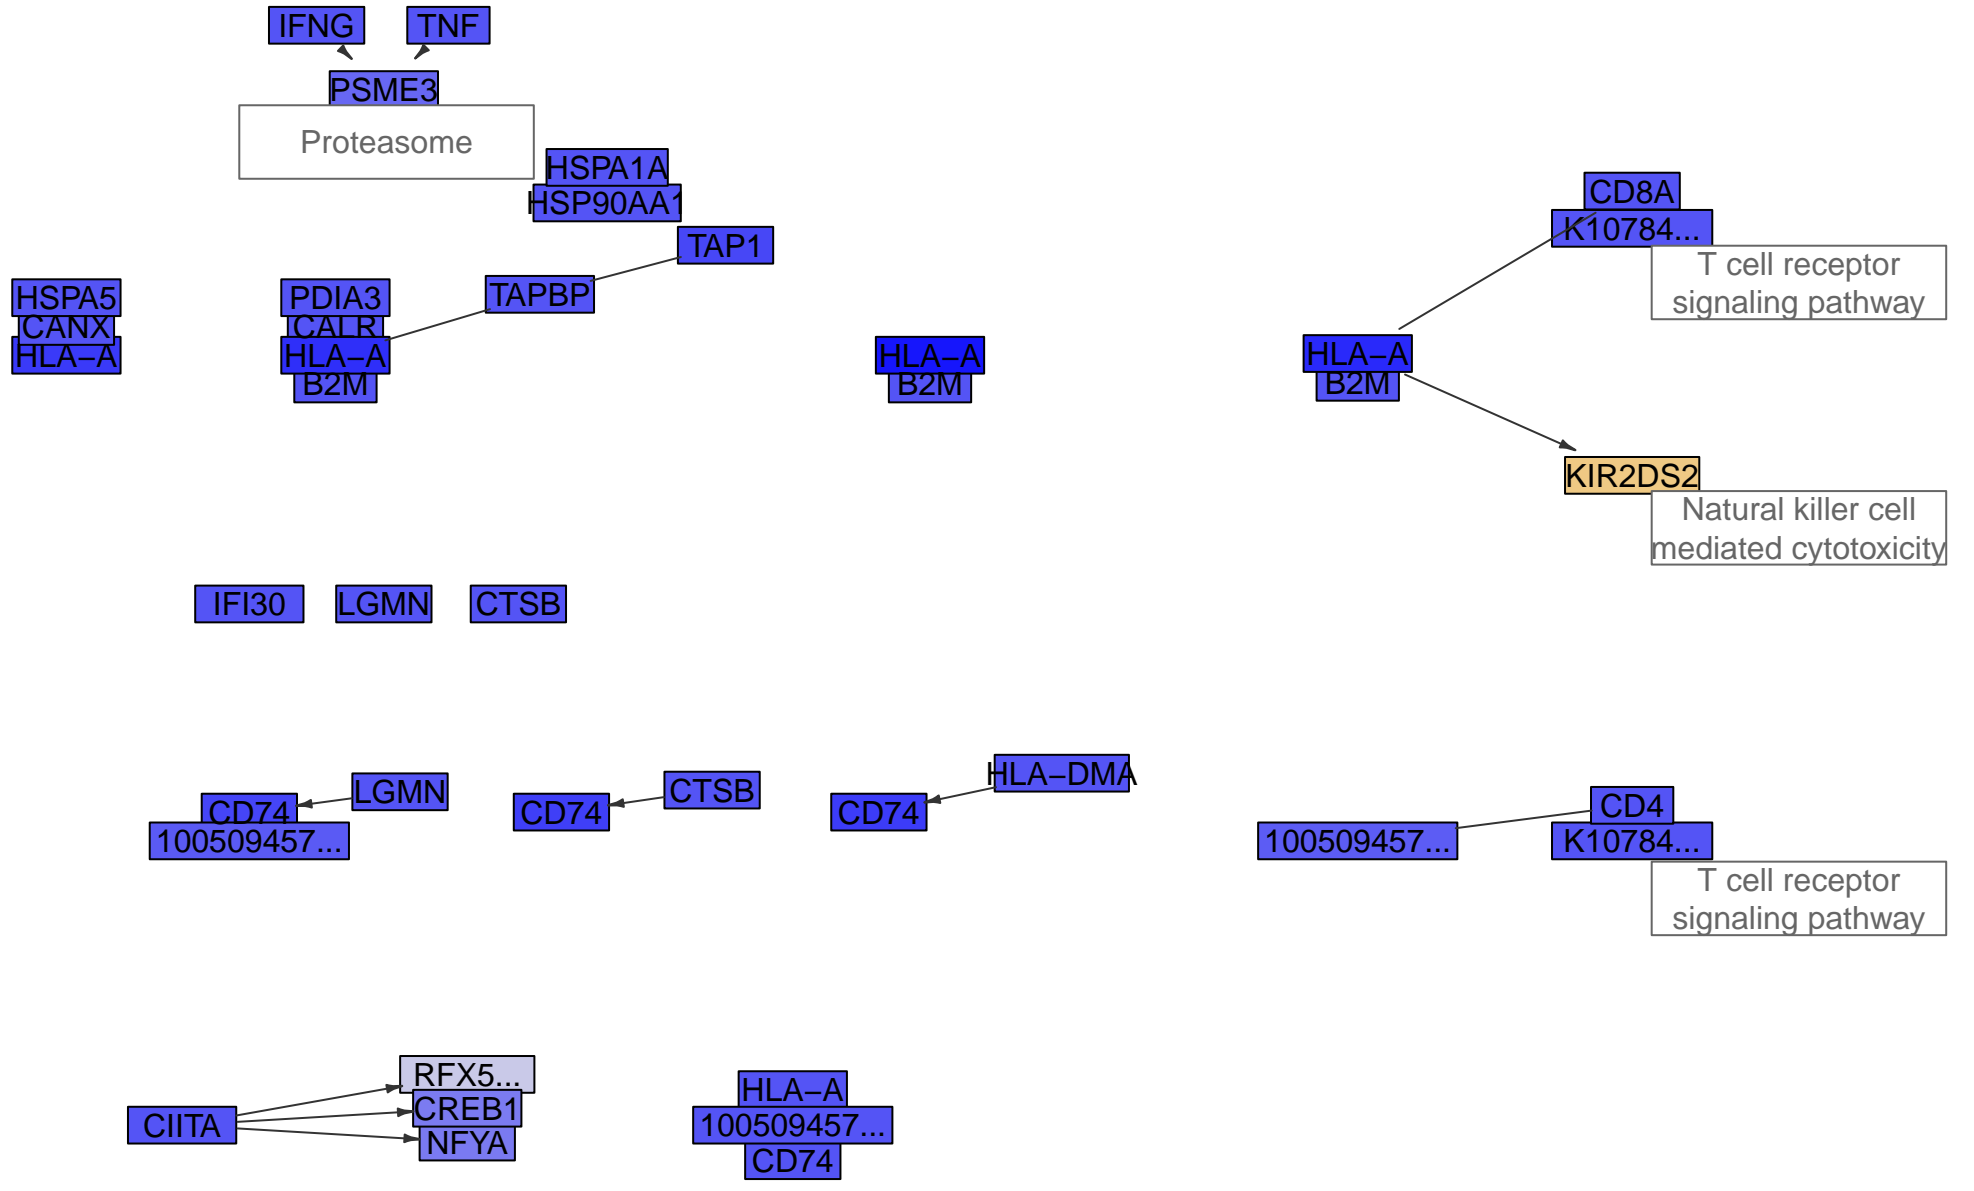 IFNG
TNF
PSME3
Proteasome
HSPA1A
HSP90AA1
CD8A
K10784...
T cell receptor
signaling pathway
TAP1
TAPBP
HSPA5
CANX
HLA−A
PDIA3
CALR
HLA−A
B2M
HLA−A
B2M
HLA−A
B2M
KIR2DS2
Natural killer cell
mediated cytotoxicity
IFI30
LGMN
CTSB
LGMN
CD74
100509457...
CTSB
CD74
HLA−DMA
CD74
100509457...
CD4
K10784...
T cell receptor
signaling pathway
CIITA
RFX5...
CREB1
NFYA
HLA−A
100509457...
CD74